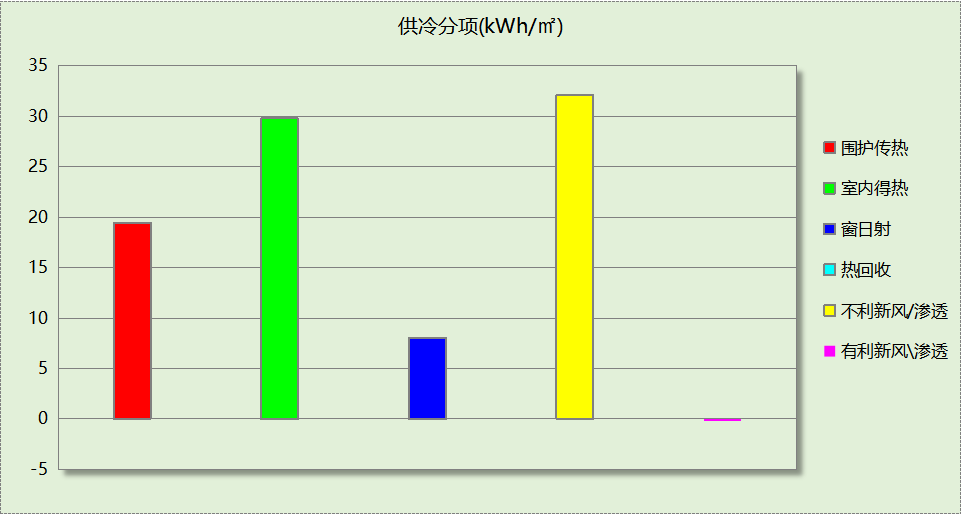 供冷分项(kWh/㎡)
35
30
25
20
15
10
5
0
-5
围护传热
室内得热
窗日射
热回收
不利新风/渗透
有利新风\渗透